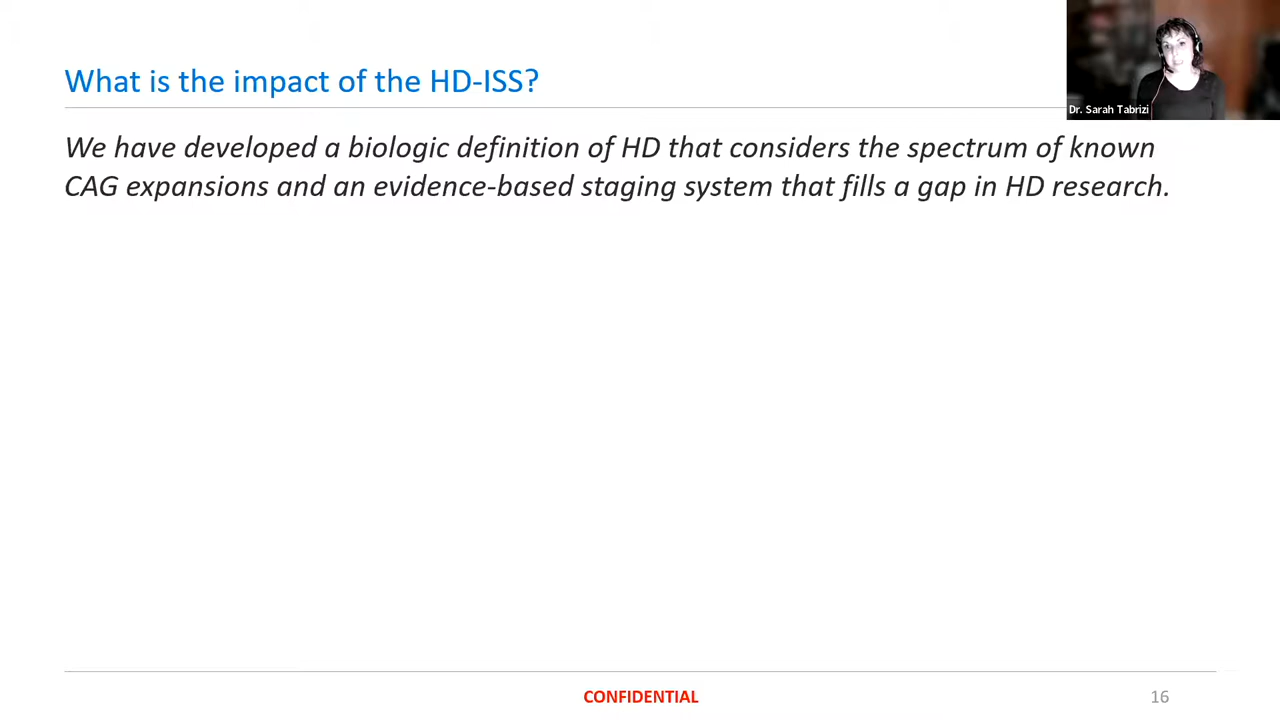 What is the impact of the HD-ISS?
Dr. Sarah Tabrizi
We have developed a biologic definition of HD that considers the spectrum of known
CAG expansions and an evidence-based staging system that fills a gap in HD research.
CONFIDENTIAL
16